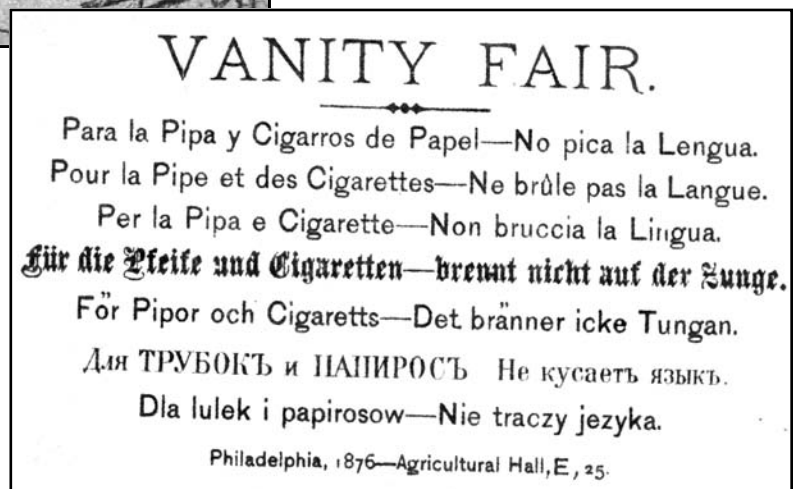 VANITY FAIR.
Para la Pipa y Cigarros de Papel—No pica la Lengua.
Pour la Pipe et des Cigarettes—Ne brûle pas la Langue.
Per la Pipa e Cigarette—Non bruccia la Lingua.
Für die Pfeife und Cigaretten—brennt nicht auf der Zunge.
För Pipor och Cigaretts—Det bränner icke Tungan.
Для ТРУБОКЪ и ПАПИРОСЪ Не кусаетъ языкъ.
Dla lulek i papirosow—Nie traczy jezyka.
Philadelphia, 1876—Agricultural Hall, E, 25.